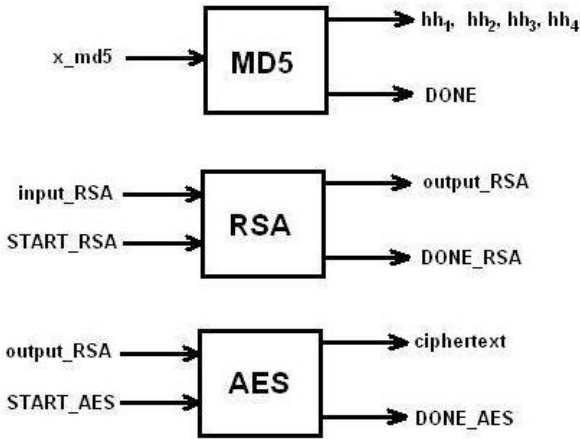 hh₁, hh₂, hh₃, hh₄
x_md5
MD5
DONE
input_RSA
output_RSA
RSA
START_RSA
DONE_RSA
output_RSA
ciphertext
AES
START_AES
DONE_AES